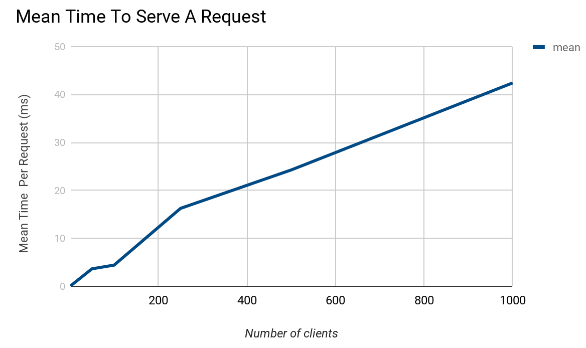 Mean Time To Serve A Request
mean
Mean Time Per Request (ms)
50
40
30
20
10
0
200 400 600 800 1000
Number of clients